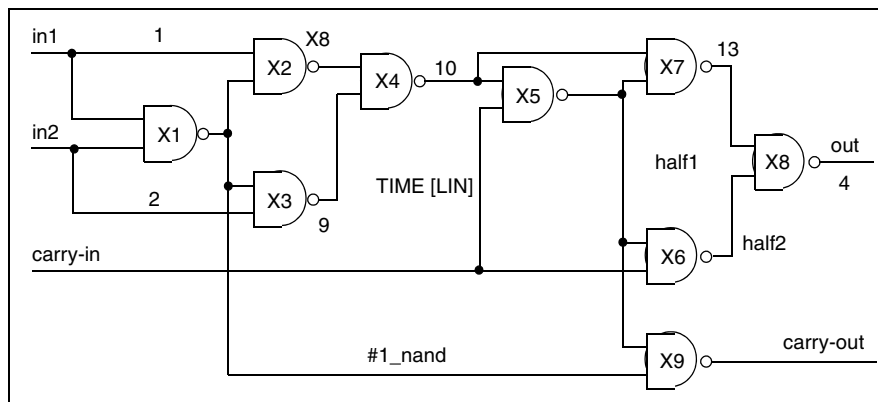 in1
1
X8
13
X2
X4
10
X7
X5
in2
X1
out
X8
half1
4
TIME [LIN]
X3
2
9
carry-in
X6
half2
#1_nand
carry-out
X9